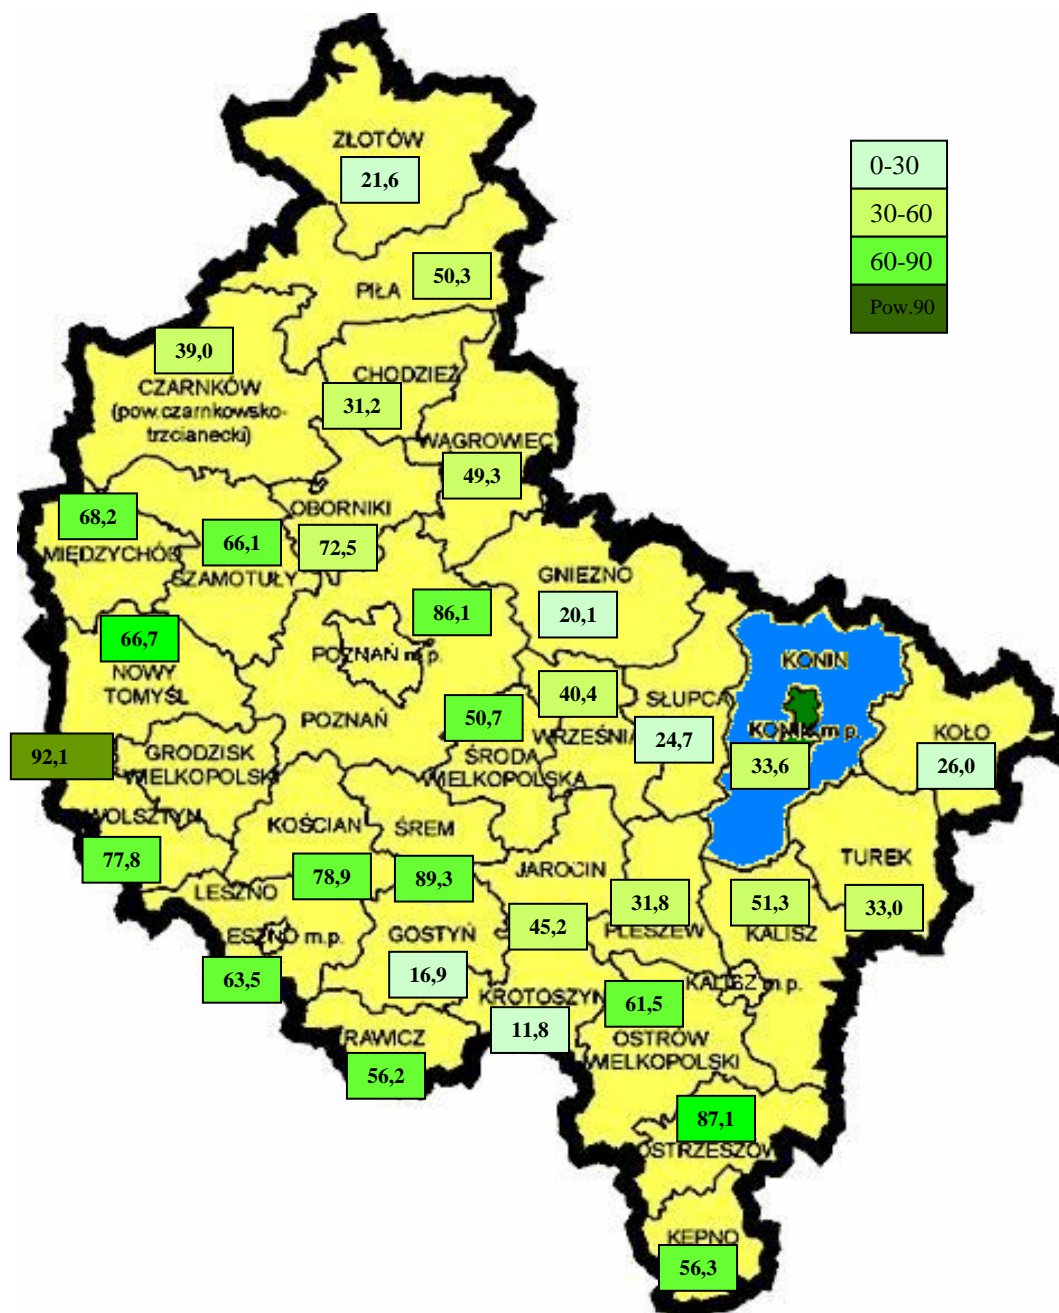 ZŁOTÓW
21,6
0-30
30-60
60-90
Pow.90
50,3
PIŁA
39,0
CZARNKÓW
(pow.czarnkowsko-
trzcianecki)
CHODZIEŻ
31,2
WĄGROWIEC
49,3
OBORNIKI
72,5
68,2
MIĘDZYCHÓD
66,1
SZAMOTUŁY
GNIEZNO
20,1
86,1
POZNAŃ m.p.
POZNAŃ
66,7
NOWY
TOMYŚL
KONIN
KONIN m.p.
33,6
40,4
WRZEŚNIA
SŁUPCA
24,7
50,7
ŚRODA
WIELKOPOLSKA
KOŁO
26,0
92,1
GRODZISK
WIELKOPOLSKI
WOLSZTYN
77,8
KOŚCIAN
78,9
ŚREM
89,3
JAROCIN
45,2
31,8
PLESZEW
51,3
KALISZ
TUREK
33,0
LESZNO
LESZNO m.p.
63,5
GOSTYŃ
16,9
KROTOSZYN
11,8
KALISZ m.p.
61,5
OSTRÓW
WIELKOPOLSKI
RAWICZ
56,2
87,1
OSTRZESZÓW
KĘPNO
56,3